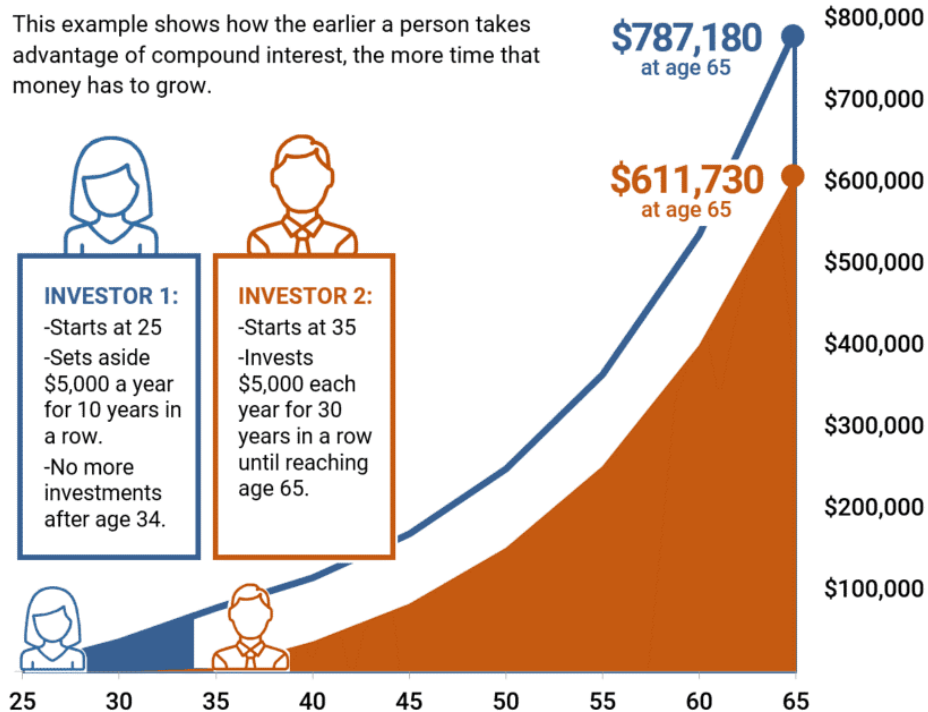 This example shows how the earlier a person takes
advantage of compound interest, the more time that
money has to grow.
$787,180
at age 65
$611,730
at age 65
INVESTOR 1:
-Starts at 25
-Sets aside
$5,000 a year
for 10 years in
a row.
-No more
investments
after age 34.
INVESTOR 2:
-Starts at 35
-Invests
$5,000 each
year for 30
years in a row
until reaching
age 65.
$800,000
$700,000
$600,000
$500,000
$400,000
$300,000
$200,000
$100,000
25 30 35 40 45 50 55 60 65